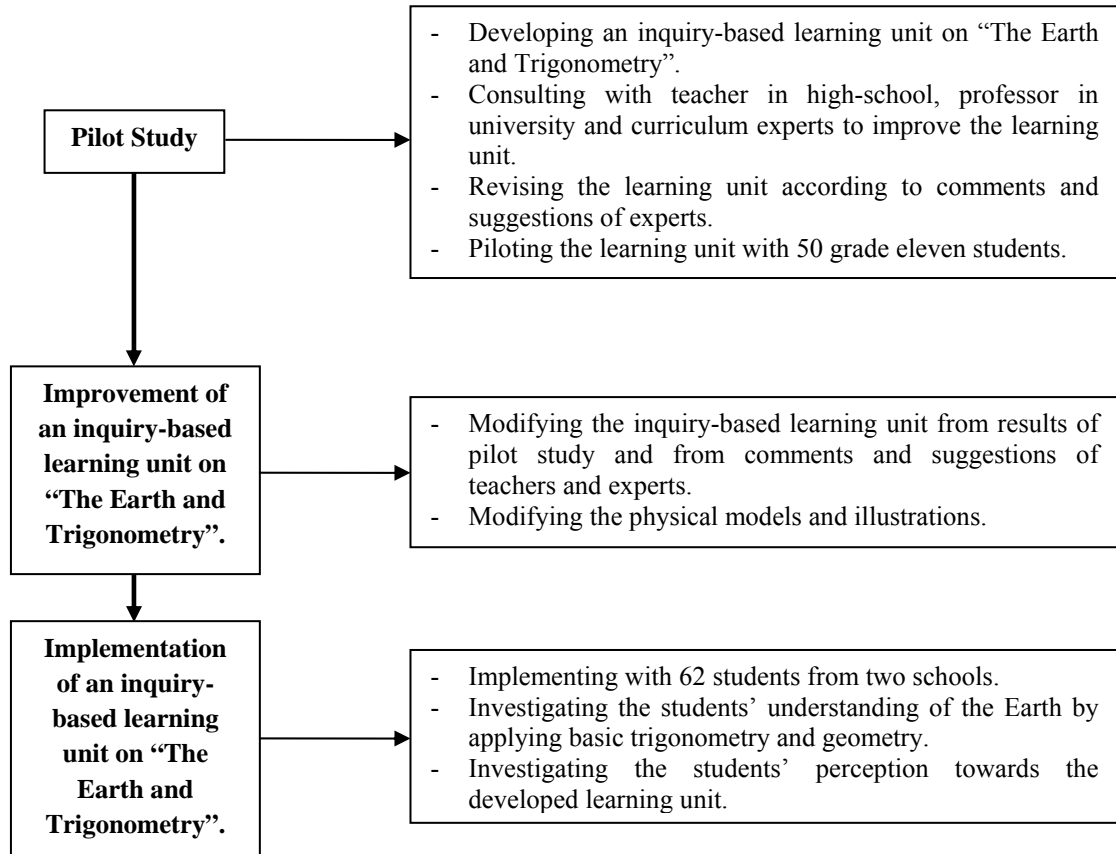 Pilot Study
- Developing an inquiry-based learning unit on “The Earth
and Trigonometry”.
- Consulting with teacher in high-school, professor in
university and curriculum experts to improve the learning
unit.
- Revising the learning unit according to comments and
suggestions of experts.
- Piloting the learning unit with 50 grade eleven students.
Improvement of
an inquiry-based
learning unit on
“The Earth and
Trigonometry”.
- Modifying the inquiry-based learning unit from results of
pilot study and from comments and suggestions of
teachers and experts.
- Modifying the physical models and illustrations.
Implementation
of an inquiry-
based learning
unit on “The
Earth and
Trigonometry”.
- Implementing with 62 students from two schools.
- Investigating the students’ understanding of the Earth by
applying basic trigonometry and geometry.
- Investigating the students’ perception towards the
developed learning unit.